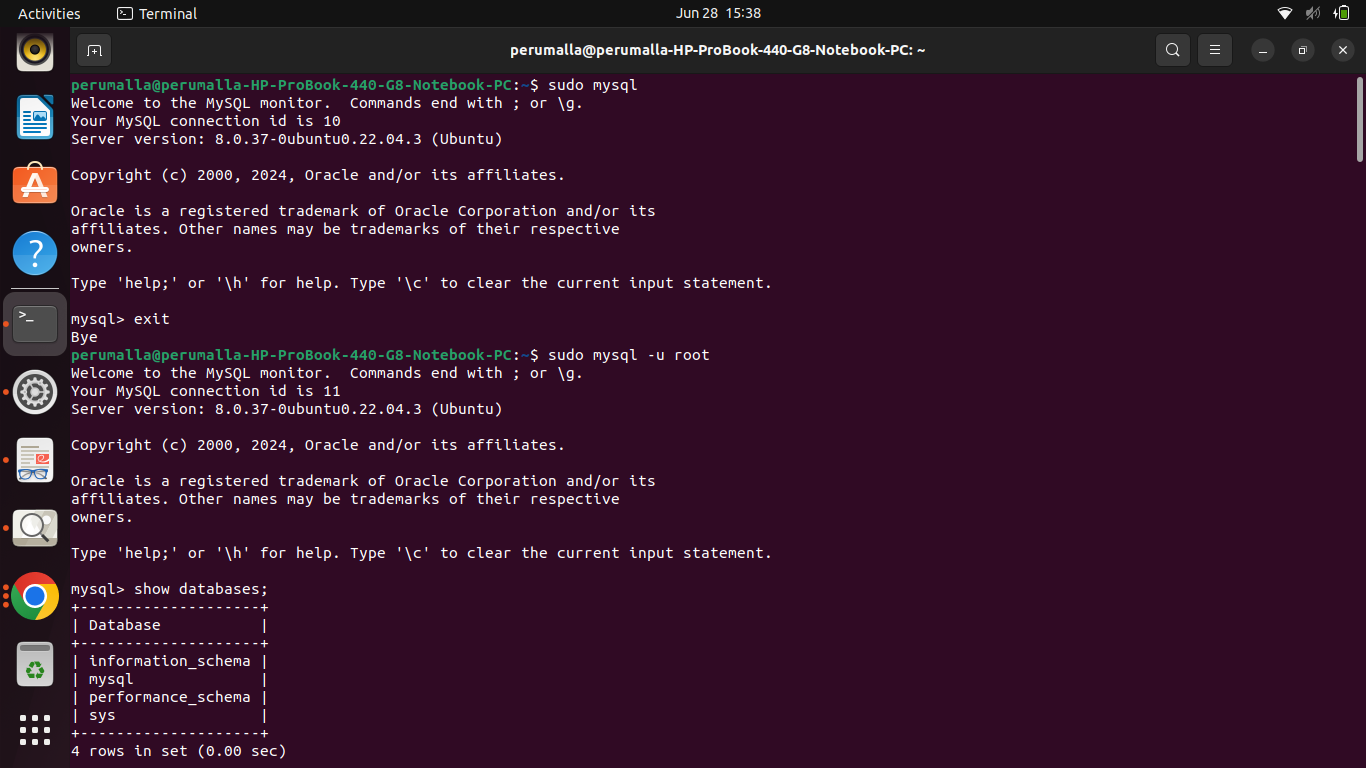 Activities
Terminal
Jun 28 15:38
perumalla@perumalla-HP-ProBook-440-G8-Notebook-PC: ~
perumalla@perumalla-HP-ProBook-440-G8-Notebook-PC:~$ sudo mysql
Welcome to the MySQL monitor.  Commands end with ; or \g.
Your MySQL connection id is 10
Server version: 8.0.37-0ubuntu0.22.04.3 (Ubuntu)
Copyright (c) 2000, 2024, Oracle and/or its affiliates.
Oracle is a registered trademark of Oracle Corporation and/or its
affiliates. Other names may be trademarks of their respective
owners.
Type 'help;' or '\h' for help. Type '\c' to clear the current input statement.
mysql> exit
Bye
perumalla@perumalla-HP-ProBook-440-G8-Notebook-PC:~$ sudo mysql -u root
Welcome to the MySQL monitor.  Commands end with ; or \g.
Your MySQL connection id is 11
Server version: 8.0.37-0ubuntu0.22.04.3 (Ubuntu)
Copyright (c) 2000, 2024, Oracle and/or its affiliates.
Oracle is a registered trademark of Oracle Corporation and/or its
affiliates. Other names may be trademarks of their respective
owners.
Type 'help;' or '\h' for help. Type '\c' to clear the current input statement.
mysql> show databases;
+--------------------+
| Database           |
+--------------------+
| information_schema |
| mysql              |
| performance_schema |
| sys                |
+--------------------+
4 rows in set (0.00 sec)